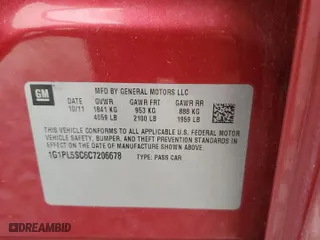 GM
MFD BY GENERAL MOTORS LLC
DATE GVWR GAWR FRT GAWR RR
10/11 1841 KG 953 KG 888 KG
4059 LB 2100 LB 1959 LB
THIS VEHICLE CONFORMS TO ALL APPLICABLE U.S. FEDERAL MOTOR
VEHICLE SAFETY, BUMPER, AND THEFT PREVENTION STANDARDS
IN EFFECT ON THE DATE OF MANUFACTURE SHOWN ABOVE.
1G1PL5SC6C7206678 TYPE: PASS CAR